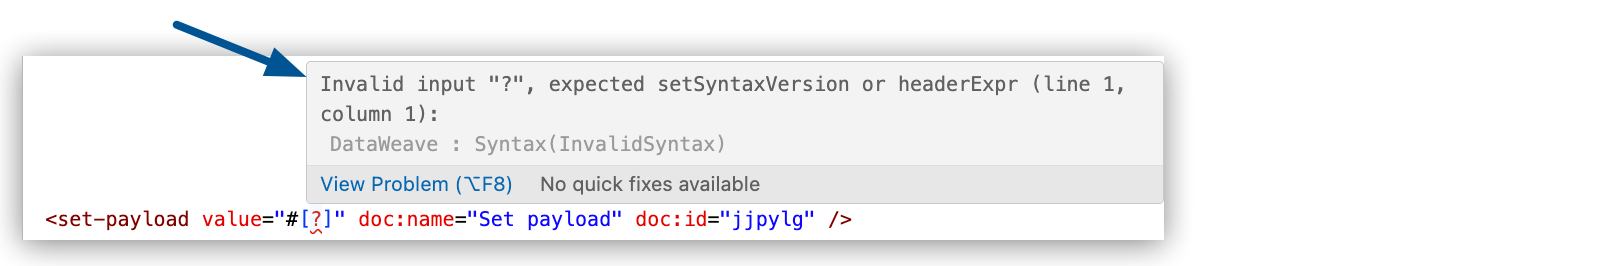 Invalid input "?", expected setSyntaxVersion or headerExpr (line 1,
column 1):
DataWeave : Syntax(InvalidSyntax)
View Problem (⌥F8) No quick fixes available
<set-payload value="#[?]" doc:name="Set payload" doc:id="jjpylg" />